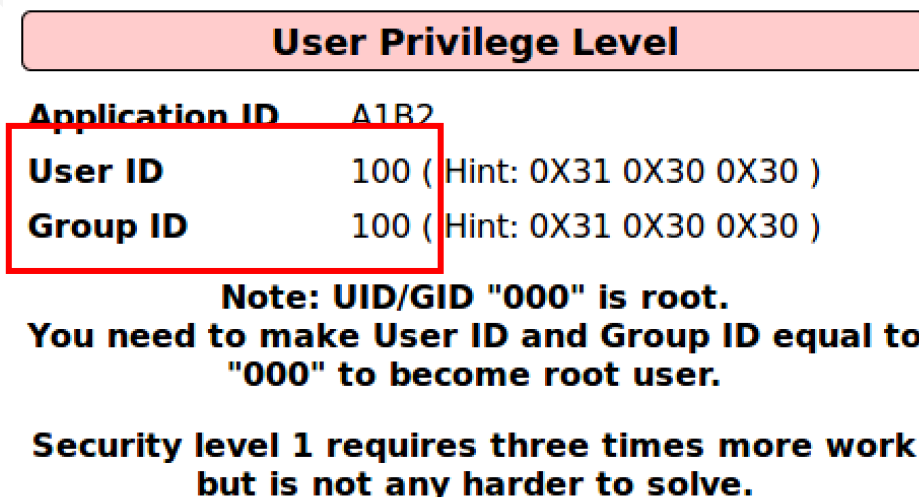 User Privilege Level
Application ID A1B2
User ID 100 ( Hint: 0X31 0X30 0X30 )
Group ID 100 ( Hint: 0X31 0X30 0X30 )
Note: UID/GID "000" is root.
You need to make User ID and Group ID equal to
"000" to become root user.
Security level 1 requires three times more work
but is not any harder to solve.